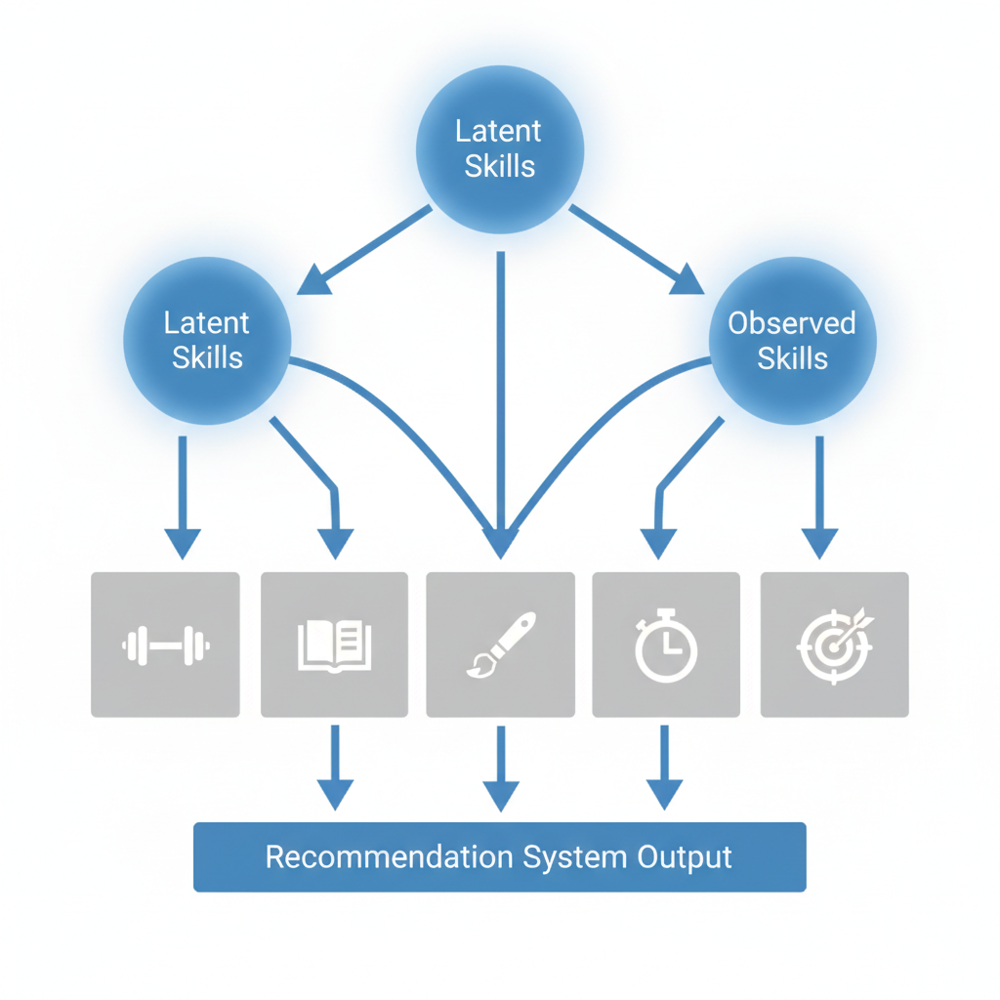 Latent
Skills
Latent
Skills
Observed
Skills
Recommendation System Output